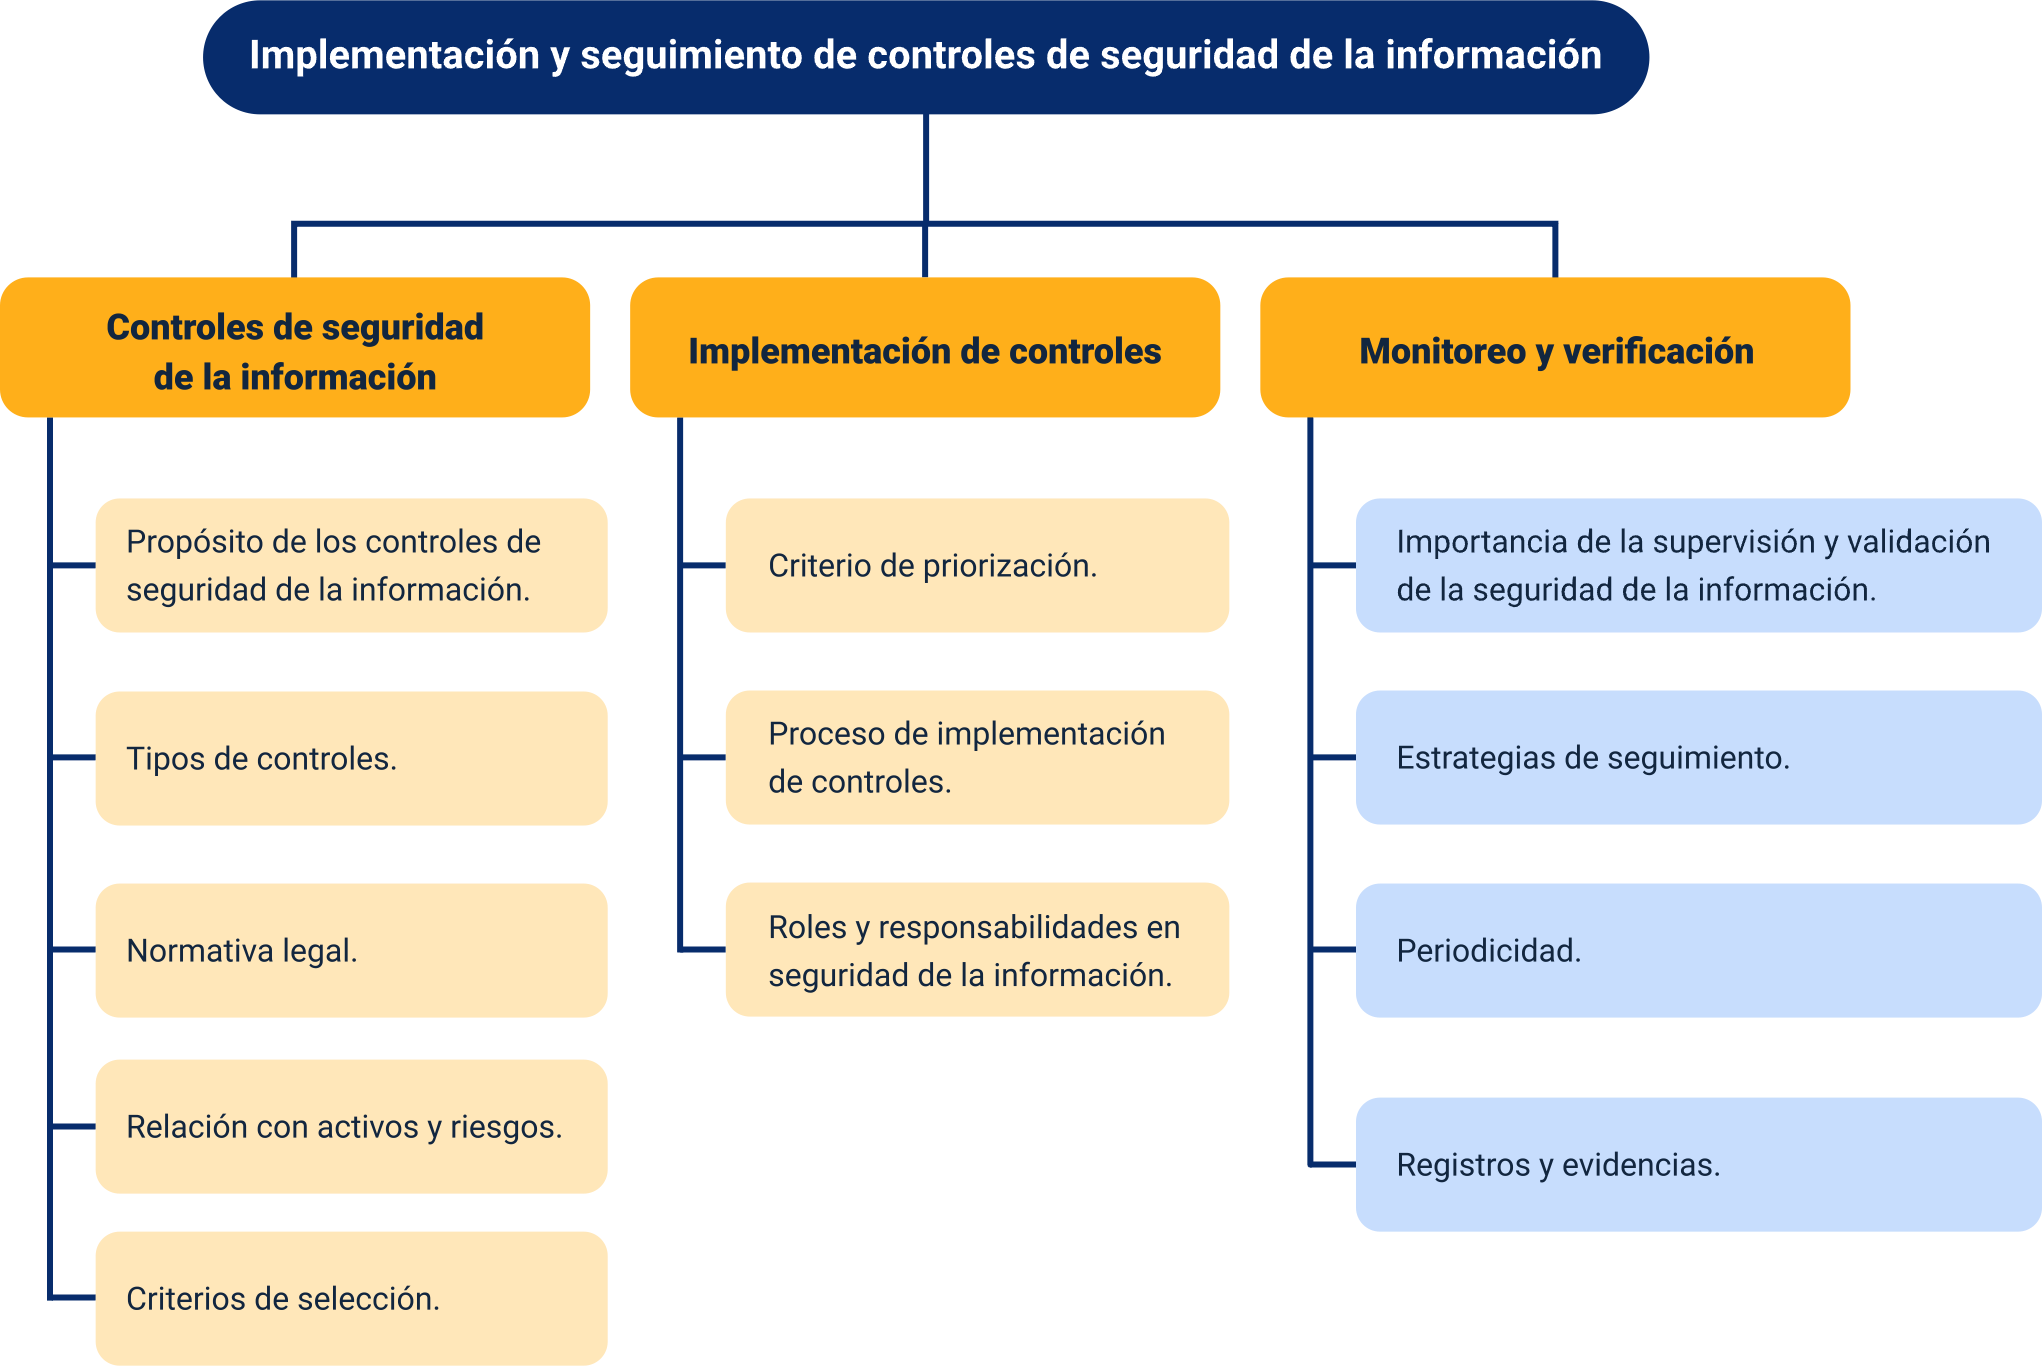 Implementación y seguimiento de controles de seguridad de la información
Controles de seguridad
de la información
Propósito de los controles de
seguridad de la información.
Tipos de controles.
Normativa legal.
Relación con activos y riesgos.
Criterios de selección.
Implementación de controles
Criterio de priorización.
Proceso de implementación
de controles.
Roles y responsabilidades en
seguridad de la información.
Monitoreo y verificación
Importancia de la supervisión y validación
de la seguridad de la información.
Estrategias de seguimiento.
Periodicidad.
Registros y evidencias.